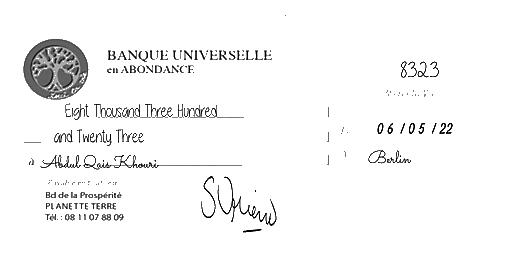 BANQUE UNIVERSELLE
en ABONDANCE
8323
Eight Thousand Three Hundred
and Twenty Three
06/05/22
à Abdul Qais Khouri
Berlin
Bd de la Prospérité
PLANETTE TERRE
Tél. : 08 11 07 88 09